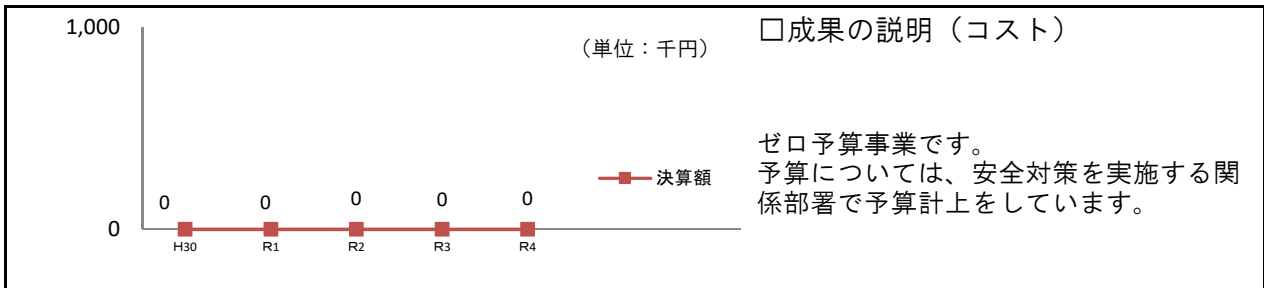 1,000
（単位：千円）
決算額
0 0 0 0 0
0
H30 R1 R2 R3 R4
□成果の説明（コスト）
ゼロ予算事業です。
予算については、安全対策を実施する関
係部署で予算計上をしています。